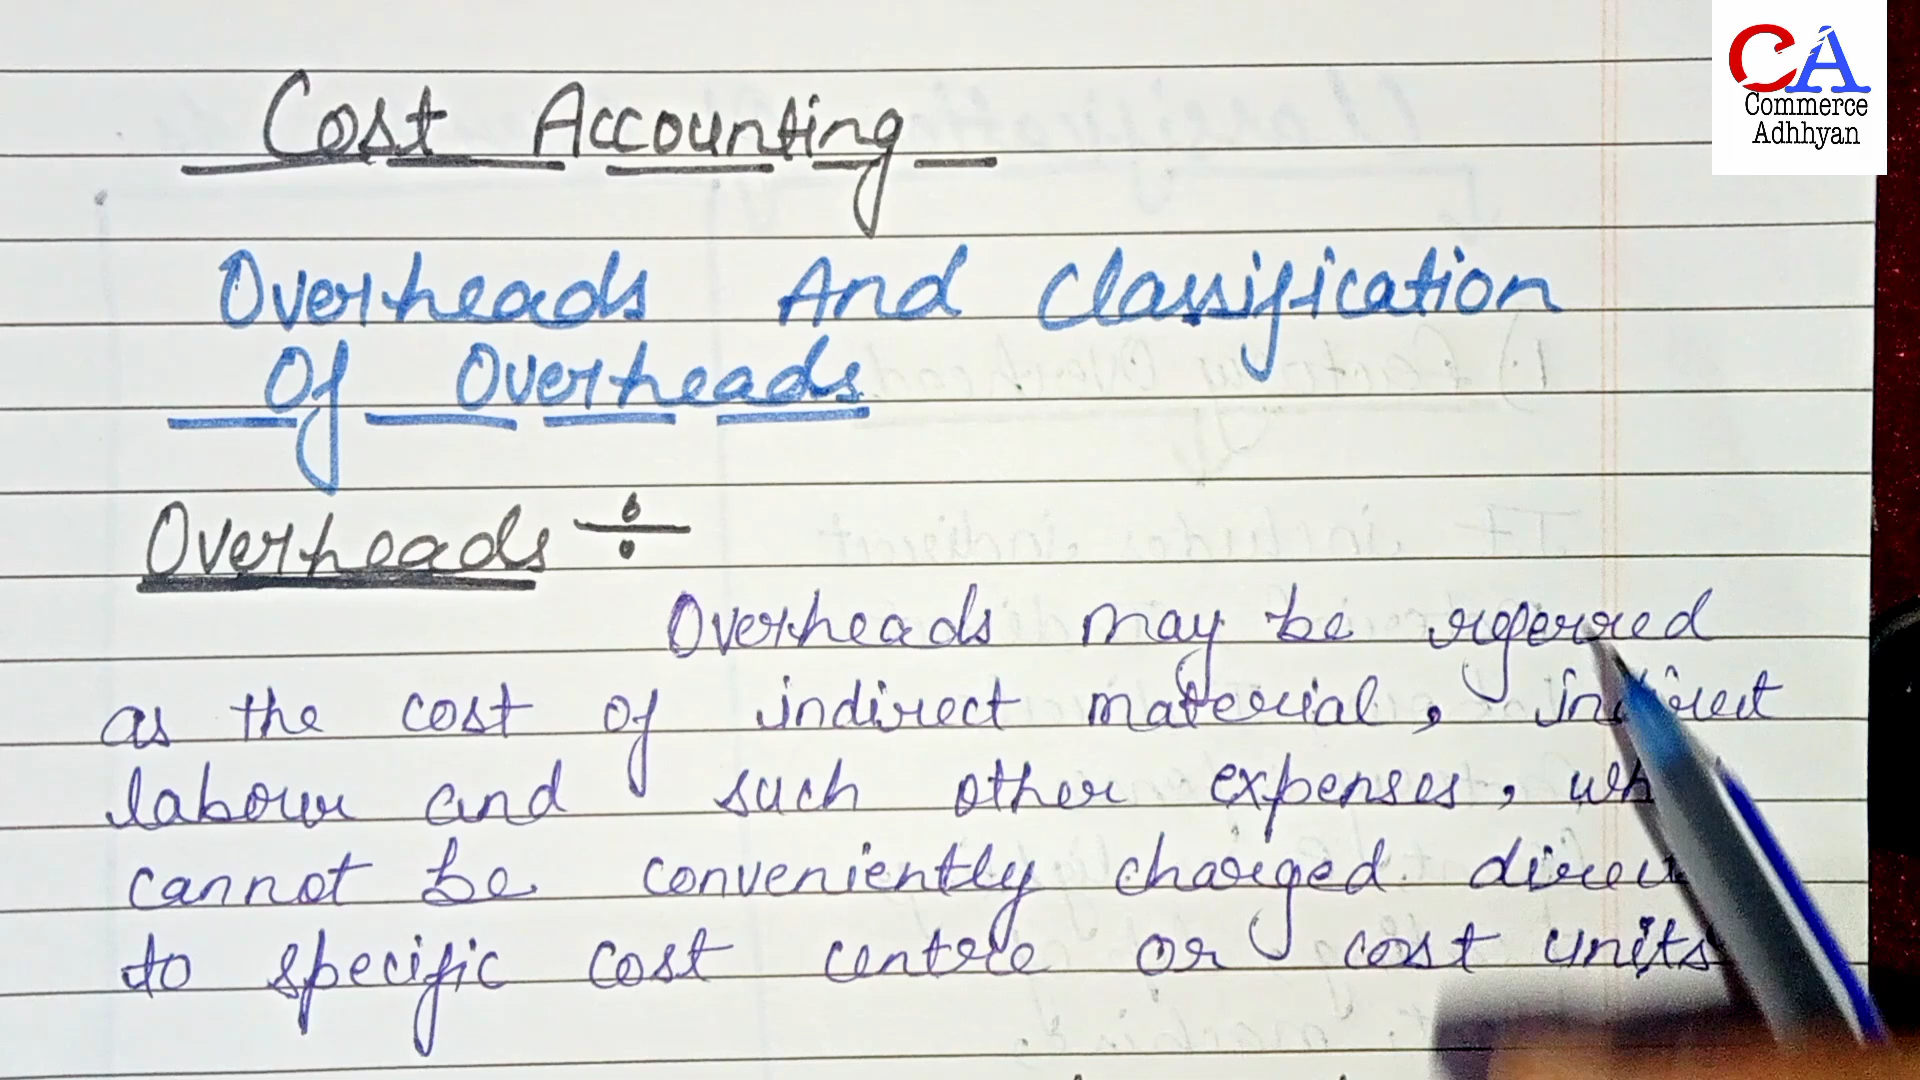 Cost Accounting
CA
Commerce
Adhhyan
Overheads And Classification
Of Overheads
Overheads ÷
Overheads may be referred
as the cost of indirect material, indirect
labour and such other expenses,
cannot be conveniently charged
to specific cost centre or cost units